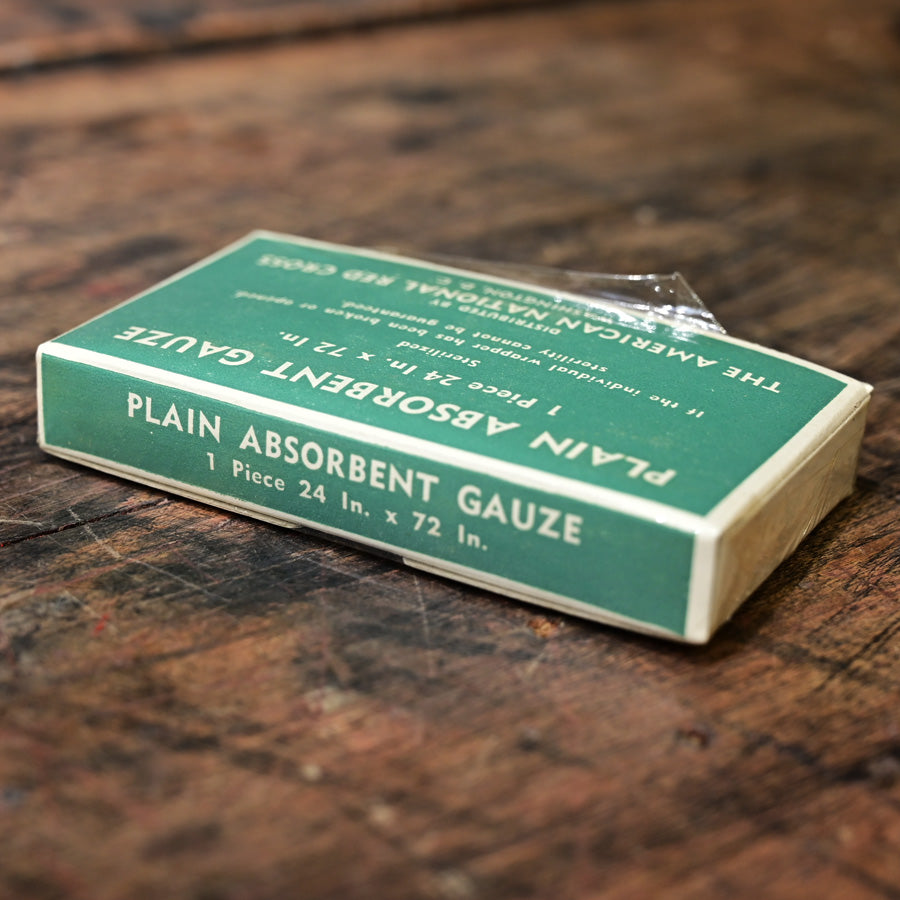 PLAIN ABSORBENT GAUZE
1 Piece 24 In. x 72 In.
PLAIN ABSORBENT GAUZE
1 Piece 24 In. x 72 In.
Sterilized
If the individual wrapper has been broken or opened,
sterility cannot be guaranteed.
DISTRIBUTED BY
THE AMERICAN NATIONAL RED CROSS
WASHINGTON, D. C.